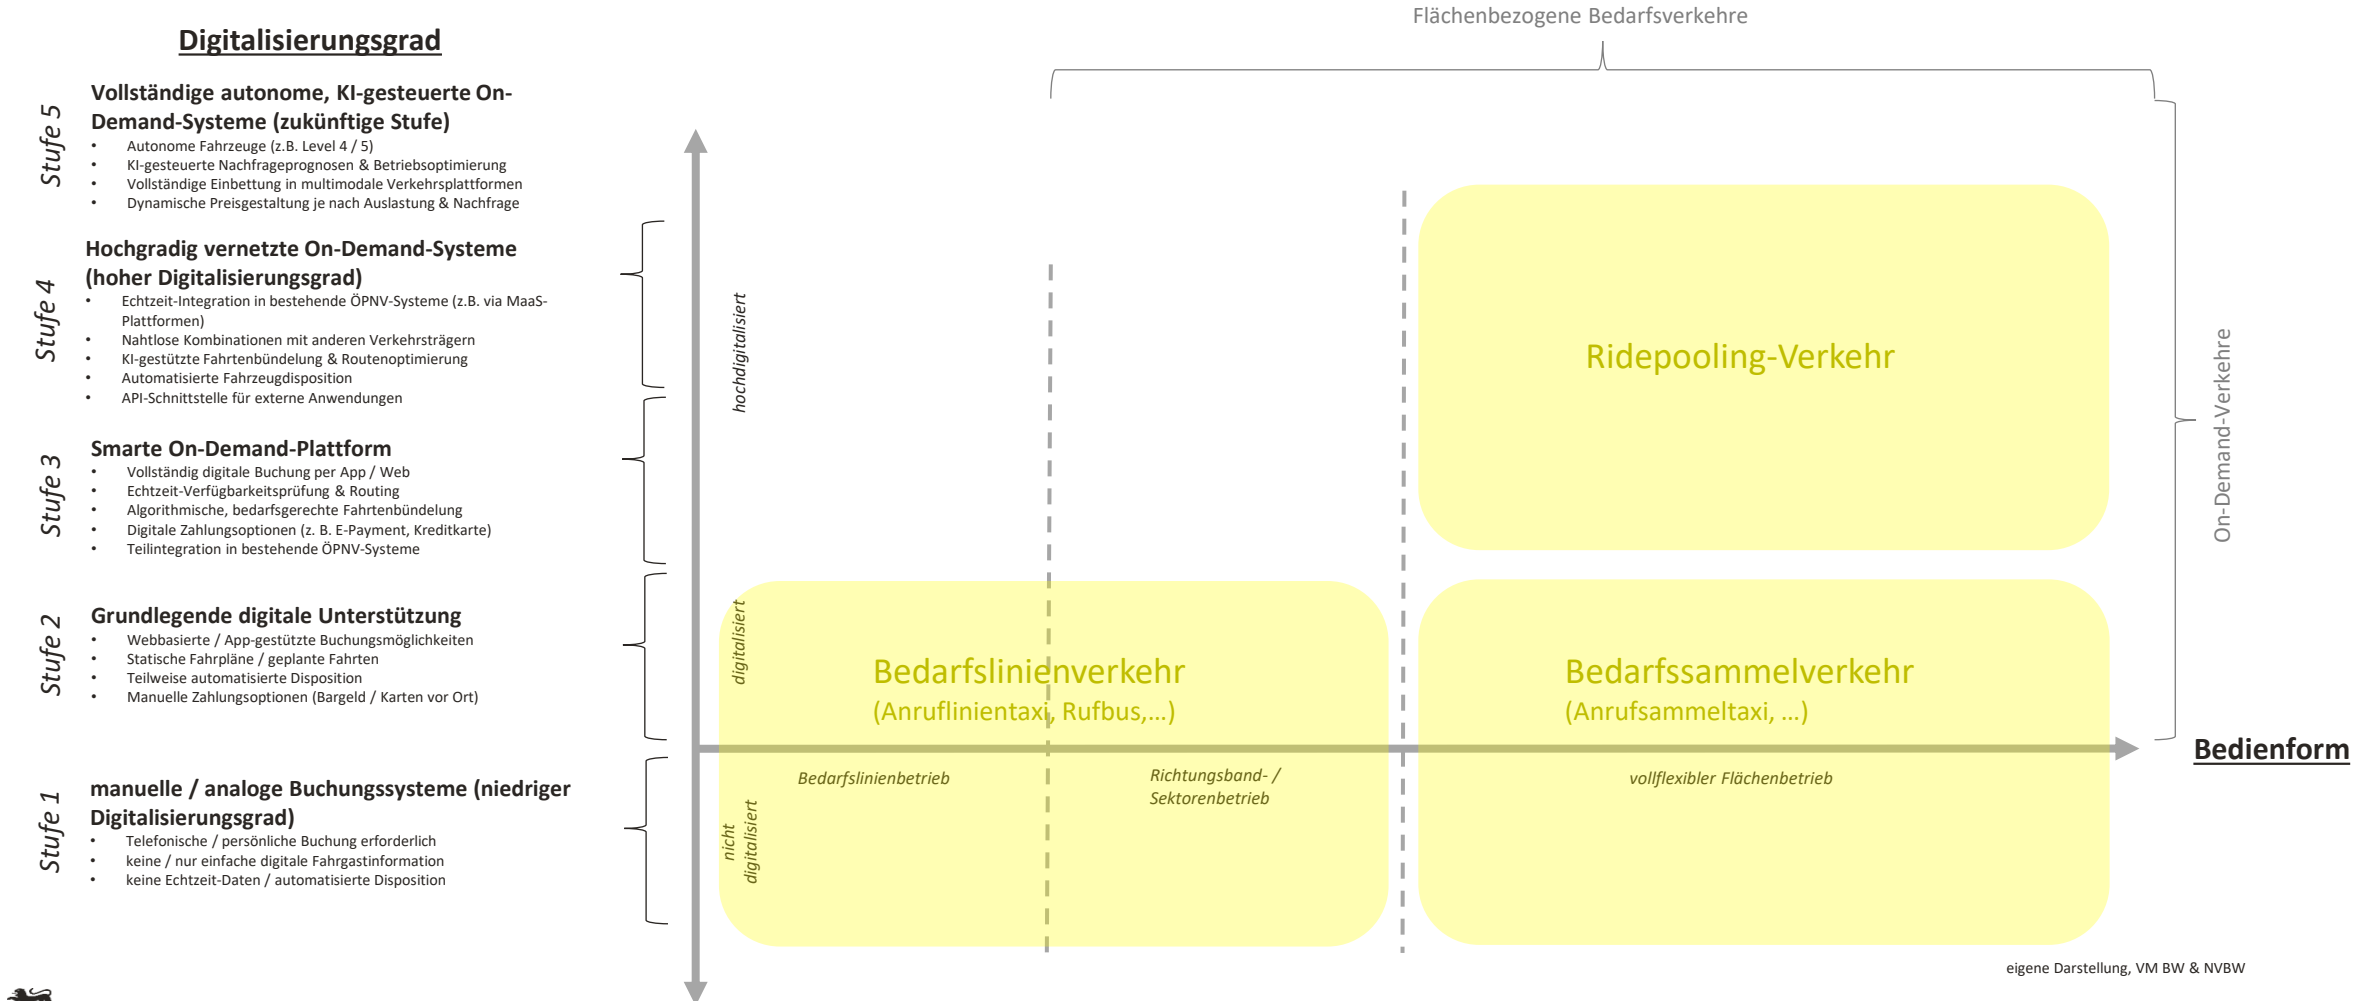 Flächenbezogene Bedarfsverkehre
Digitalisierungsgrad
Stufe 5
Vollständige autonome, KI-gesteuerte On-
Demand-Systeme (zukünftige Stufe)
• Autonome Fahrzeuge (z.B. Level 4 / 5)
• KI-gesteuerte Nachfrageprognosen & Betriebsoptimierung
• Vollständige Einbettung in multimodale Verkehrsplattformen
• Dynamische Preisgestaltung je nach Auslastung & Nachfrage
Stufe 4
Hochgradig vernetzte On-Demand-Systeme
(hoher Digitalisierungsgrad)
• Echtzeit-Integration in bestehende ÖPNV-Systeme (z.B. via MaaS-
Plattformen)
• Nahtlose Kombinationen mit anderen Verkehrsträgern
• KI-gestützte Fahrtenbündelung & Routenoptimierung
• Automatisierte Fahrzeugdisposition
• API-Schnittstelle für externe Anwendungen
Stufe 3
Smarte On-Demand-Plattform
• Vollständig digitale Buchung per App / Web
• Echtzeit-Verfügbarkeitsprüfung & Routing
• Algorithmische, bedarfsgerechte Fahrtenbündelung
• Digitale Zahlungsoptionen (z. B. E-Payment, Kreditkarte)
• Teilintegration in bestehende ÖPNV-Systeme
Stufe 2
Grundlegende digitale Unterstützung
• Webbasierte / App-gestützte Buchungsmöglichkeiten
• Statische Fahrpläne / geplante Fahrten
• Teilweise automatisierte Disposition
• Manuelle Zahlungsoptionen (Bargeld / Karten vor Ort)
Stufe 1
manuelle / analoge Buchungssysteme (niedriger
Digitalisierungsgrad)
• Telefonische / persönliche Buchung erforderlich
• keine / nur einfache digitale Fahrgastinformation
• keine Echtzeit-Daten / automatisierte Disposition
hochdigitalisiert
digitalisiert
nicht
digitalisiert
Ridepooling-Verkehr
Bedarfslinienverkehr
(Anruflinientaxi, Rufbus,...)
Bedarfssammelverkehr
(Anrufsammeltaxi, ...)
Bedarfslinienbetrieb
Richtungsband- /
Sektorenbetrieb
vollflexibler Flächenbetrieb
On-Demand-Verkehre
Bedienform
eigene Darstellung, VM BW & NVBW